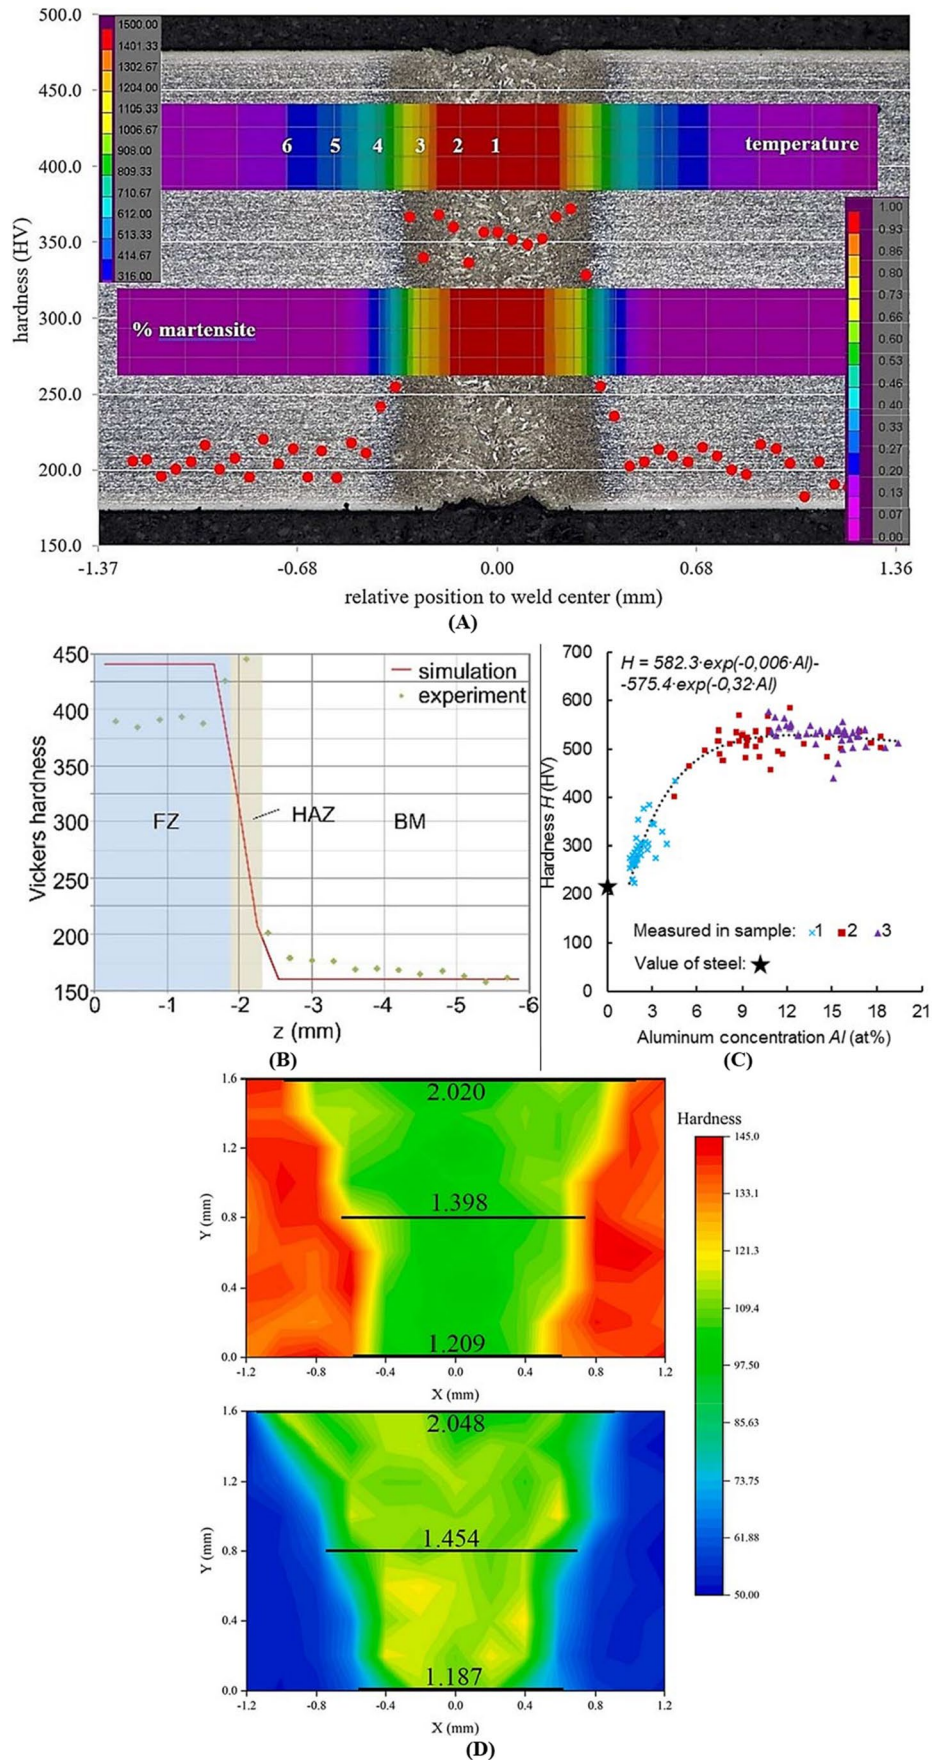 500.0
450.0
400.0
350.0
300.0
250.0
200.0
150.0
hardness (HV)
1500.00
1401.33
1302.67
1204.00
1105.33
1006.67
908.00
809.33
710.67
612.00
513.33
414.67
316.00
6 5 4 3 2 1
temperature
% martensite
1.00
0.93
0.86
0.80
0.73
0.66
0.60
0.53
0.46
0.40
0.33
0.27
0.20
0.13
0.07
0.00
-1.37 -0.68 0.00 0.68 1.36
relative position to weld center (mm)
(A)
450
400
350
300
250
200
150
Vickers hardness
simulation
experiment
FZ
HAZ
BM
0 -1 -2 -3 -4 -5 -6
z (mm)
(B)
700
600
500
400
300
200
100
0
Hardness H (HV)
H = 582.3·exp(-0,006·Al)-
-575.4·exp(-0,32·Al)
Measured in sample: 1 2 3
Value of steel:
0 3 6 9 12 15 18 21
Aluminum concentration Al (at%)
(C)
1.6
1.2
0.8
0.4
0.0
Y (mm)
2.020
1.398
1.209
-1.2 -0.8 -0.4 0.0 0.4 0.8 1.2
X (mm)
Hardness
145.0
133.1
121.3
109.4
97.50
85.63
73.75
61.88
50.00
1.6
1.2
0.8
0.4
0.0
Y (mm)
2.048
1.454
1.187
-1.2 -0.8 -0.4 0.0 0.4 0.8 1.2
X (mm)
(D)